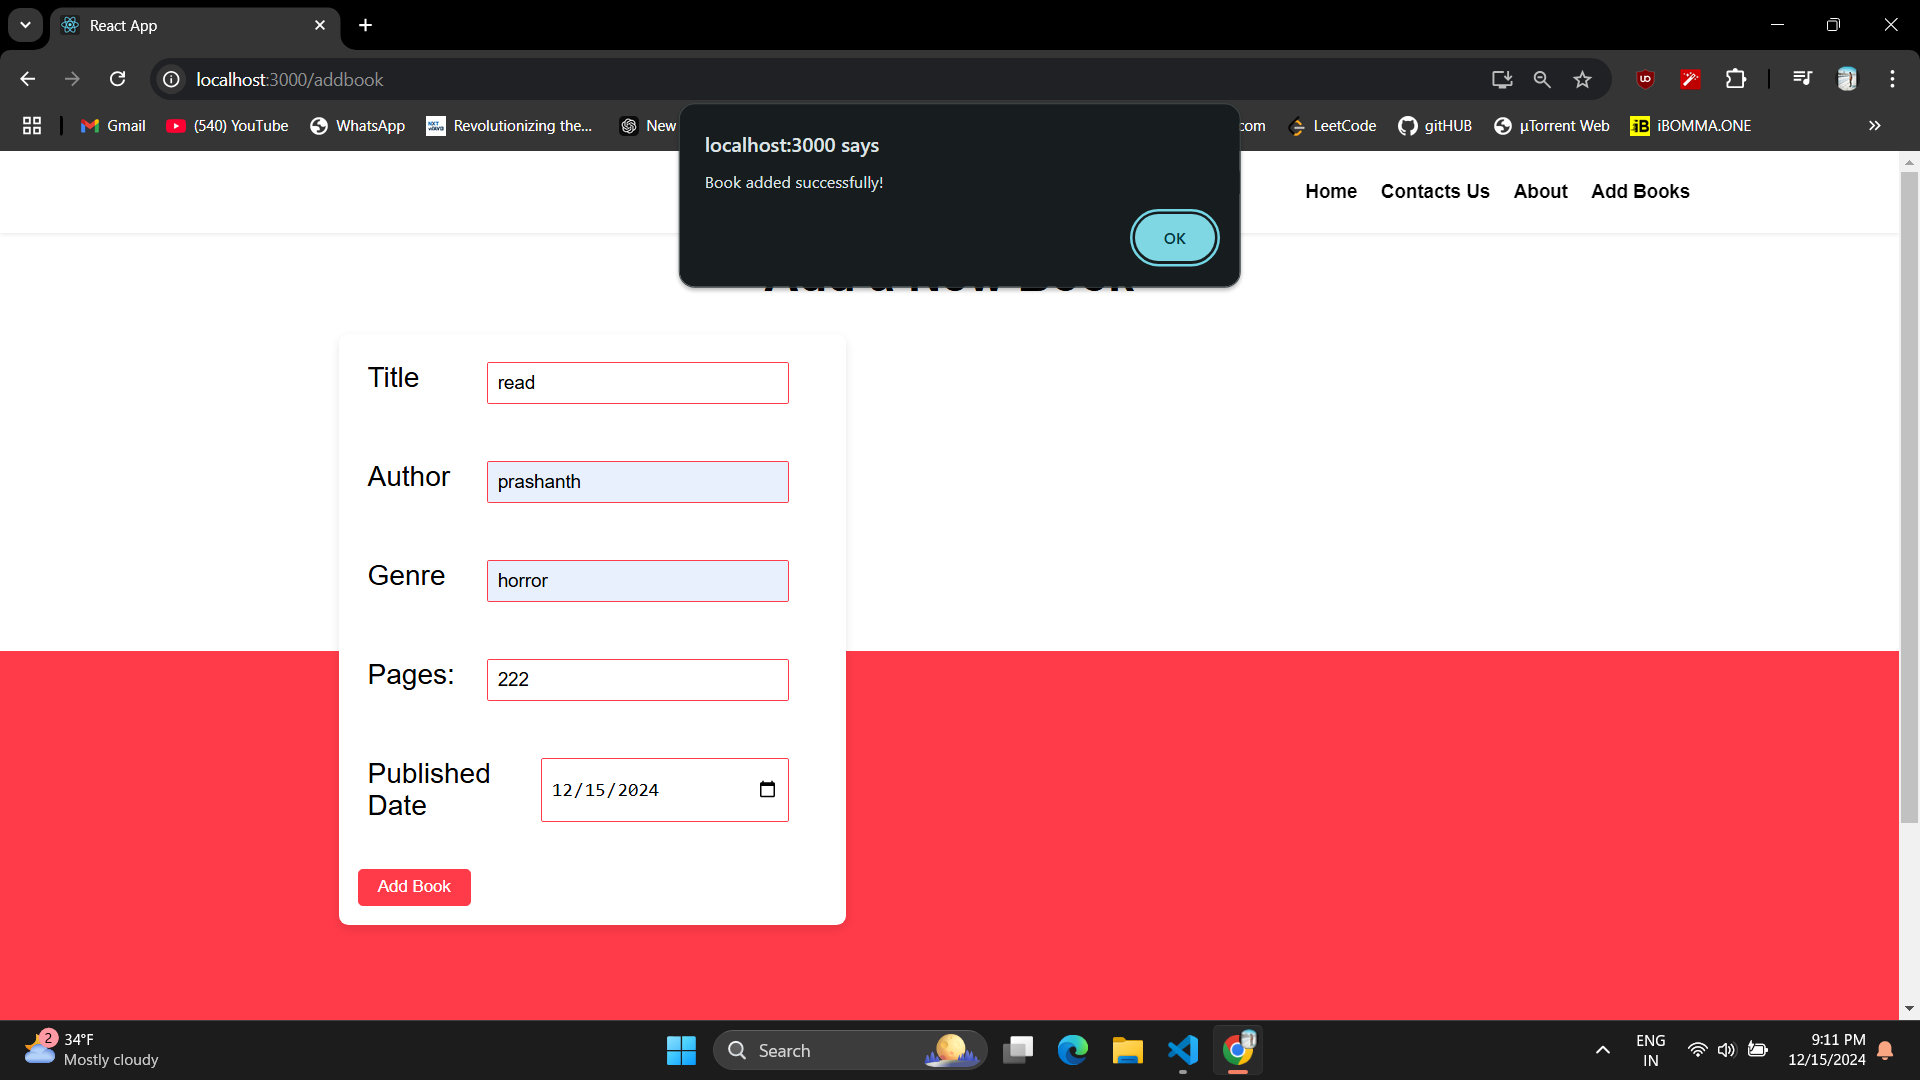 React App
localhost:3000/addbook
Gmail
(540) YouTube
WhatsApp
Revolutionizing the...
New
com
LeetCode
gitHUB
µTorrent Web
iBOMMA.ONE
localhost:3000 says
Book added successfully!
OK
Home
Contacts Us
About
Add Books
Add a New Book
Title
read
Author
prashanth
Genre
horror
Pages:
222
Published
Date
12/15/2024
Add Book
2
34°F
Mostly cloudy
Search
ENG
IN
9:11 PM
12/15/2024